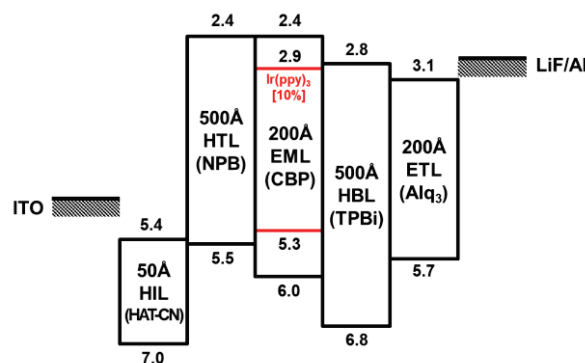 2.4
2.4
2.9
Ir(ppy)₃
[10%]
2.8
3.1
LiF/Al
500Å
HTL
(NPB)
200Å
EML
(CBP)
500Å
HBL
(TPBi)
200Å
ETL
(Alq₃)
ITO
5.4
5.5
5.3
5.7
6.0
50Å
HIL
(HAT-CN)
7.0
6.8